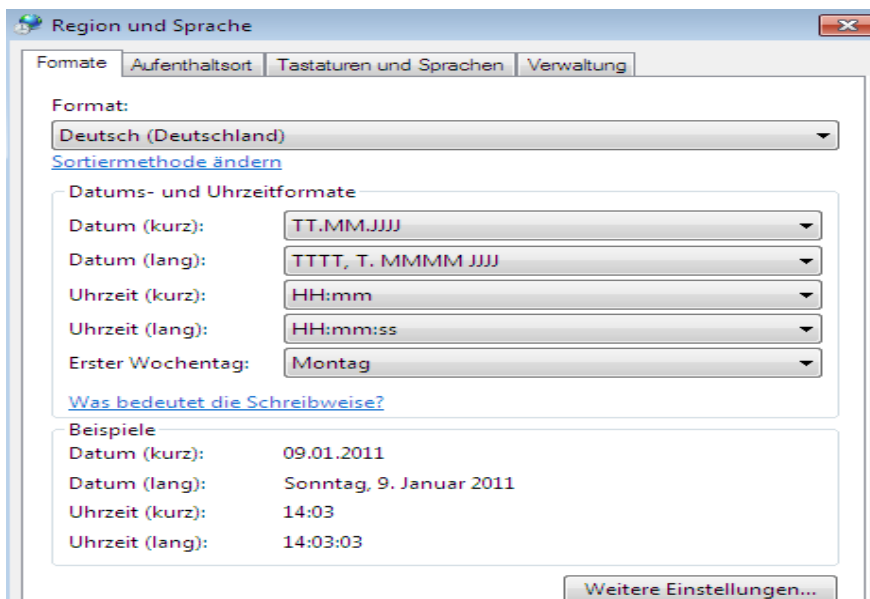 Region und Sprache
Formate Aufenthaltsort Tastaturen und Sprachen Verwaltung
Format:
Deutsch (Deutschland)
Sortiermethode ändern
Datums- und Uhrzeitformate
Datum (kurz): TT.MM.JJJJ
Datum (lang): TTTT, T. MMMM JJJJ
Uhrzeit (kurz): HH:mm
Uhrzeit (lang): HH:mm:ss
Erster Wochentag: Montag
Was bedeutet die Schreibweise?
Beispiele
Datum (kurz): 09.01.2011
Datum (lang): Sonntag, 9. Januar 2011
Uhrzeit (kurz): 14:03
Uhrzeit (lang): 14:03:03
Weitere Einstellungen...